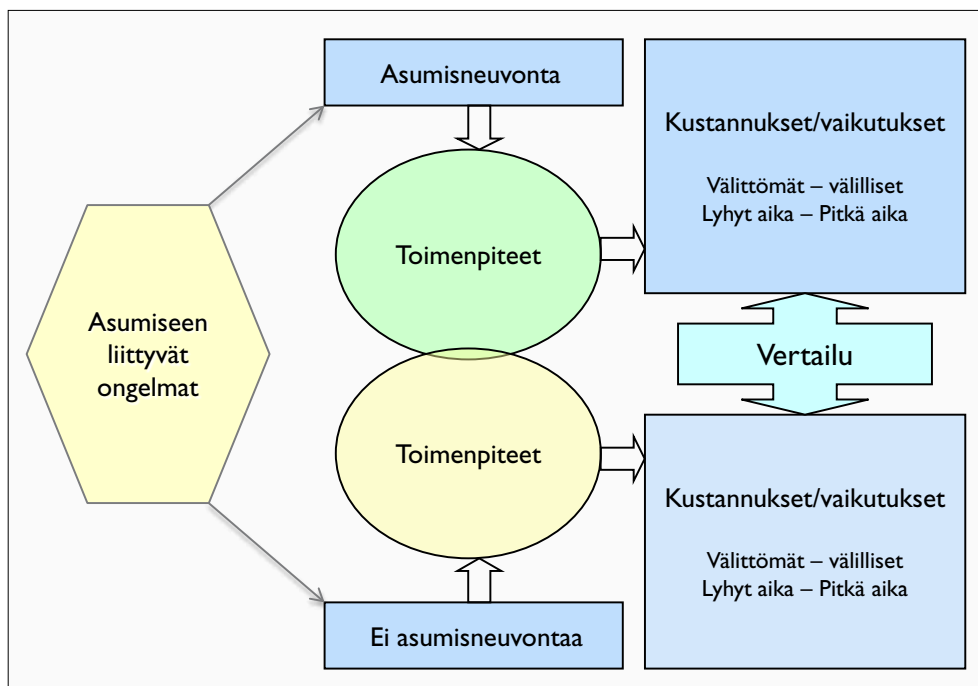 Asumisneuvonta
Kustannukset/vaikutukset
Välittömät – välilliset
Lyhyt aika – Pitkä aika
Toimenpiteet
Asumiseen
liittyvät
ongelmat
Vertailu
Toimenpiteet
Kustannukset/vaikutukset
Välittömät – välilliset
Lyhyt aika – Pitkä aika
Ei asumisneuvontaa